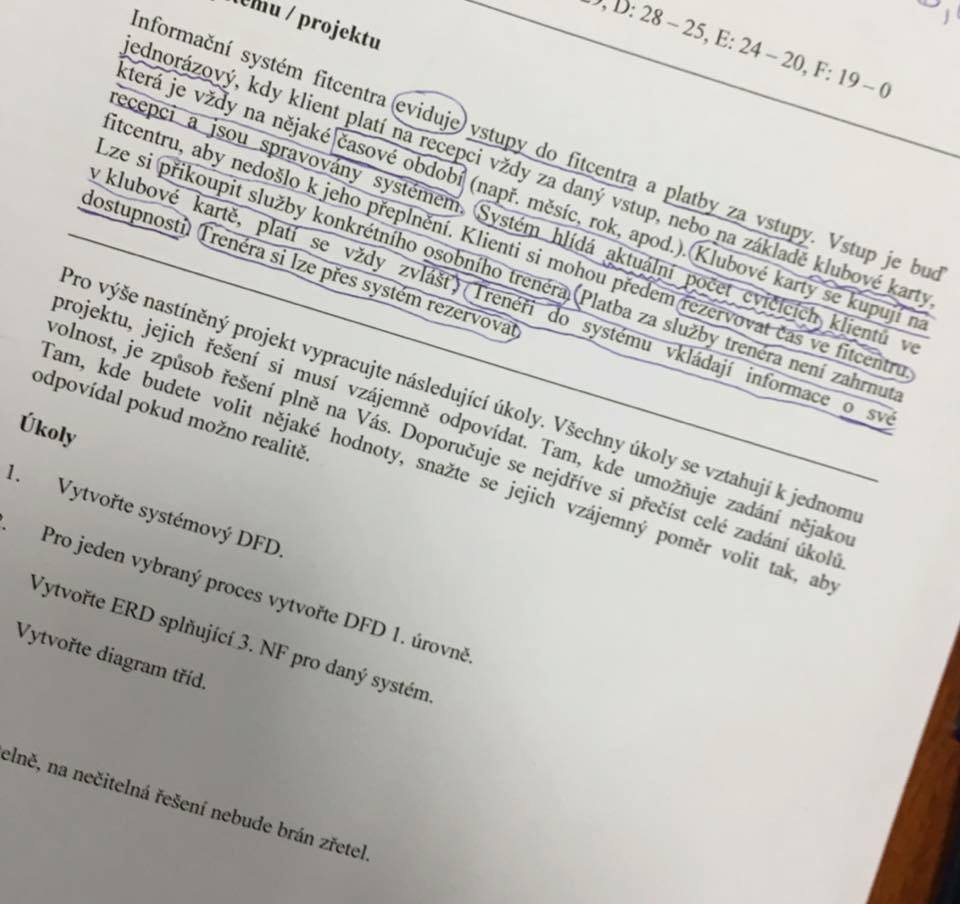 29, D: 28 – 25, E: 24 – 20, F: 19 – 0
systému / projektu
Informační systém fitcentra eviduje vstupy do fitcentra a platby za vstupy. Vstup je buď
jednorázový, kdy klient platí na recepci vždy za daný vstup, nebo na základě klubové karty,
která je vždy na nějaké časové období (např. měsíc, rok, apod.). Klubové karty se kupují na
recepci a jsou spravovány systémem. Systém hlídá aktuální počet cvičících klientů ve
fitcentru, aby nedošlo k jeho přeplnění. Klienti si mohou předem rezervovat čas ve fitcentru.
Lze si přikoupit služby konkrétního osobního trenéra. Platba za služby trenéra není zahrnuta
v klubové kartě, platí se vždy zvlášť. Trenéři do systému vkládají informace o své
dostupnosti. Trenéra si lze přes systém rezervovat.
Pro výše nastíněný projekt vypracujte následující úkoly. Všechny úkoly se vztahují k jednomu
projektu, jejich řešení si musí vzájemně odpovídat. Tam, kde umožňuje zadání nějakou
volnost, je způsob řešení plně na Vás. Doporučuje se nejdříve si přečíst celé zadání úkolů.
Tam, kde budete volit nějaké hodnoty, snažte se jejich vzájemný poměr volit tak, aby
odpovídal pokud možno realitě.
Úkoly
1. Vytvořte systémový DFD.
2. Pro jeden vybraný proces vytvořte DFD 1. úrovně.
Vytvořte ERD splňující 3. NF pro daný systém.
Vytvořte diagram tříd.
elně, na nečitelná řešení nebude brán zřetel.